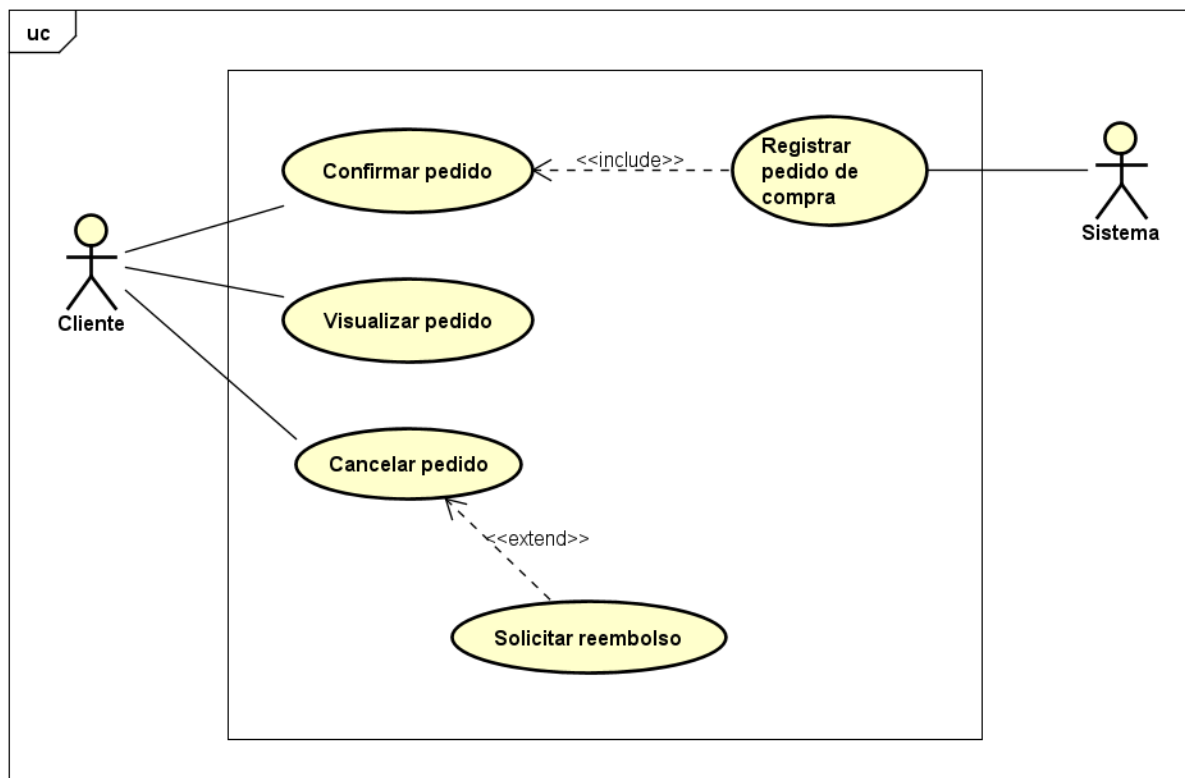 uc
Confirmar pedido
<<include>>
Registrar
pedido de
compra
Sistema
Cliente
Visualizar pedido
Cancelar pedido
<<extend>>
Solicitar reembolso